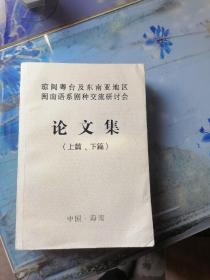 琼闽粤台及东南亚地区
闽南语系剧种交流研讨会
论文集
（上篇、下篇）
中国·海南